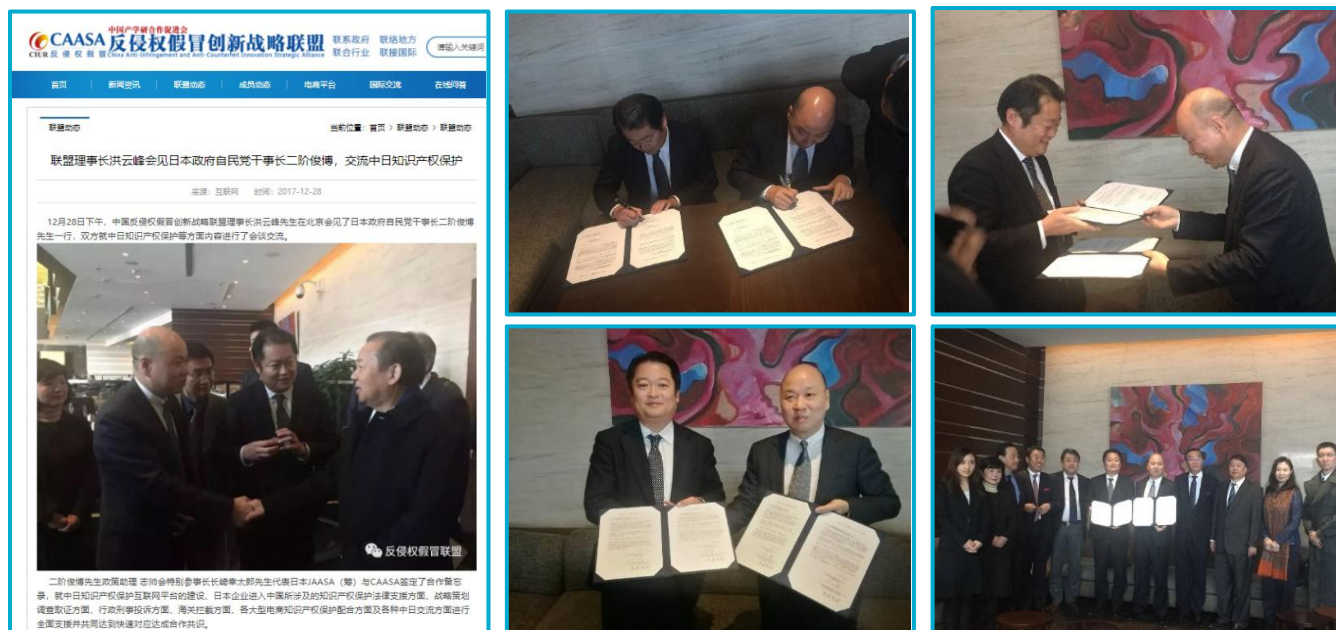 中国产学研合作促进会
CAASA 反侵权假冒创新战略联盟
联系政府 联络地方
联合行业 联接国际
请输入关键词
CIUR 反 侵 权 假 冒 China Anti-Infringement and Anti-Counterfeit Innovation Strategic Alliance
首页 新闻资讯 联盟动态 成员动态 电商平台 国际交流 在线问答
联盟动态
当前位置：首页 > 联盟动态 > 联盟动态
联盟理事长洪云峰会见日本政府自民党干事长二阶俊博，交流中日知识产权保护
来源：互联网 时间：2017-12-28
12月28日下午，中国反侵权假冒创新战略联盟理事长洪云峰先生在北京会见了日本政府自民党干事长二阶俊博
先生一行，双方就中日知识产权保护等方面内容进行了会谈交流。
反侵权假冒联盟
二阶俊博先生政策助理 志帅会特别参事长长崎幸太郎先生代表日本JAASA（筹）与CAASA签定了合作备忘
录，就中日知识产权保护互联网平台的建设、日本企业进入中国所涉及的知识产权保护法律支援方面、战略策划
调查取证方面、行政刑事投诉方面、海关拦截方面、各大型电商知识产权保护配合方面及各种中日交流方面进行
全面支援并共同达到快速对应达成合作共识。